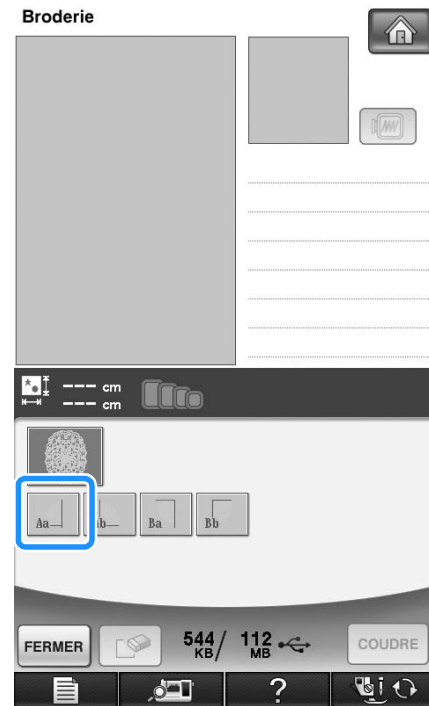 Broderie
--- cm
--- cm
Aa Ab Ba Bb
FERMER 544 KB/ 112 MB COUDRE
?